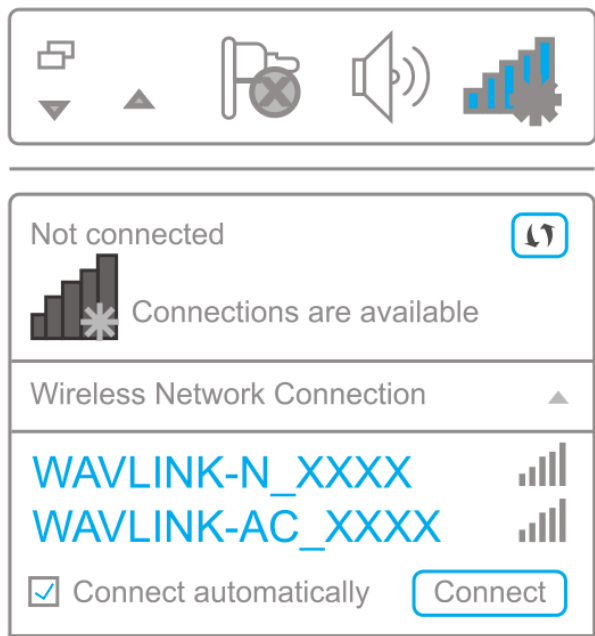 Not connected
Connections are available
Wireless Network Connection
WAVLINK-N_XXXX
WAVLINK-AC_XXXX
Connect automatically
Connect